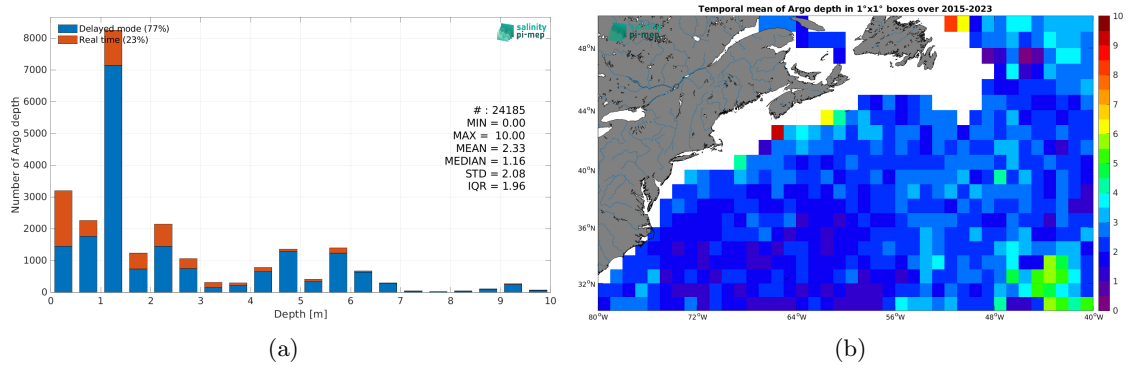 Delayed mode (77%)
Real time (23%)
salinity
pi-mep
8000
7000
6000
5000
4000
3000
2000
1000
0
Number of Argo depth
# : 24185
MIN = 0.00
MAX = 10.00
MEAN = 2.33
MEDIAN = 1.16
STD = 2.08
IQR = 1.96
0 1 2 3 4 5 6 7 8 9 10
Depth [m]
(a)
Temporal mean of Argo depth in 1°x1° boxes over 2015-2023
salinity
pi-mep
48°N
44°N
40°N
36°N
32°N
80°W 72°W 64°W 56°W 48°W 40°W
10
9
8
7
6
5
4
3
2
1
0
(b)